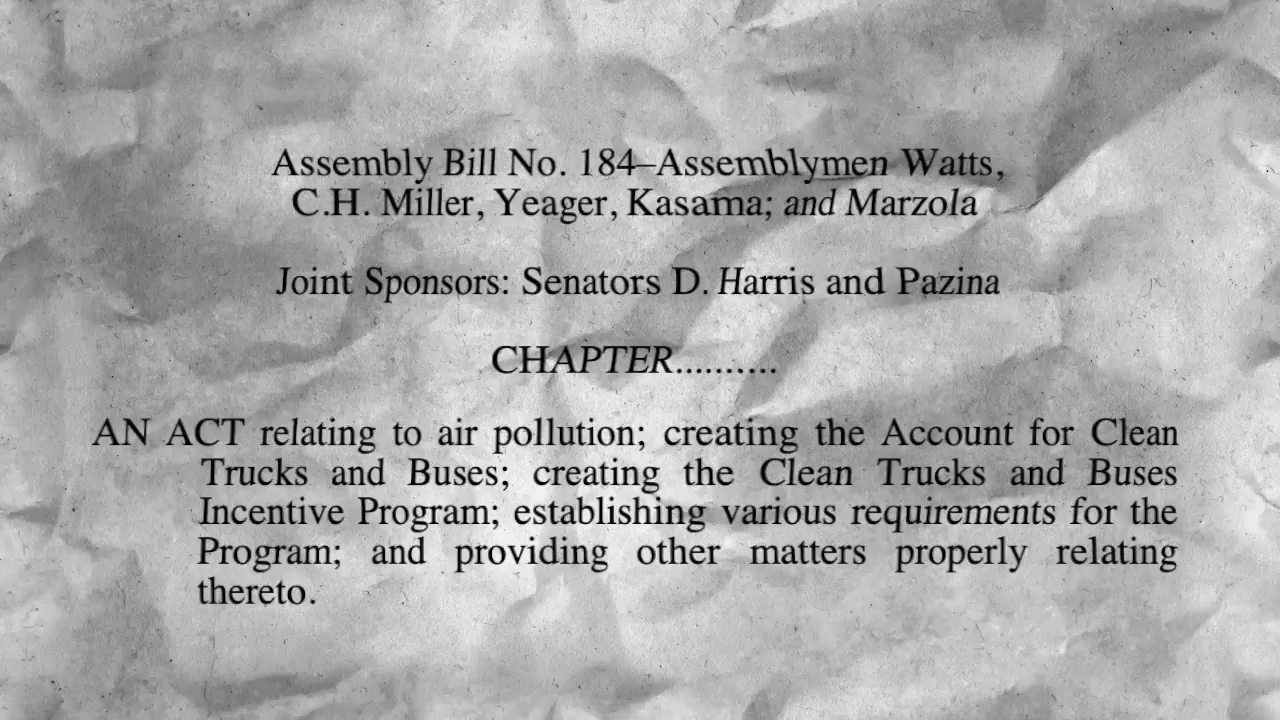 Assembly Bill No. 184–Assemblymen Watts,
C.H. Miller, Yeager, Kasama; and Marzola
Joint Sponsors: Senators D. Harris and Pazina
CHAPTER..........
AN ACT relating to air pollution; creating the Account for Clean
Trucks and Buses; creating the Clean Trucks and Buses
Incentive Program; establishing various requirements for the
Program; and providing other matters properly relating
thereto.